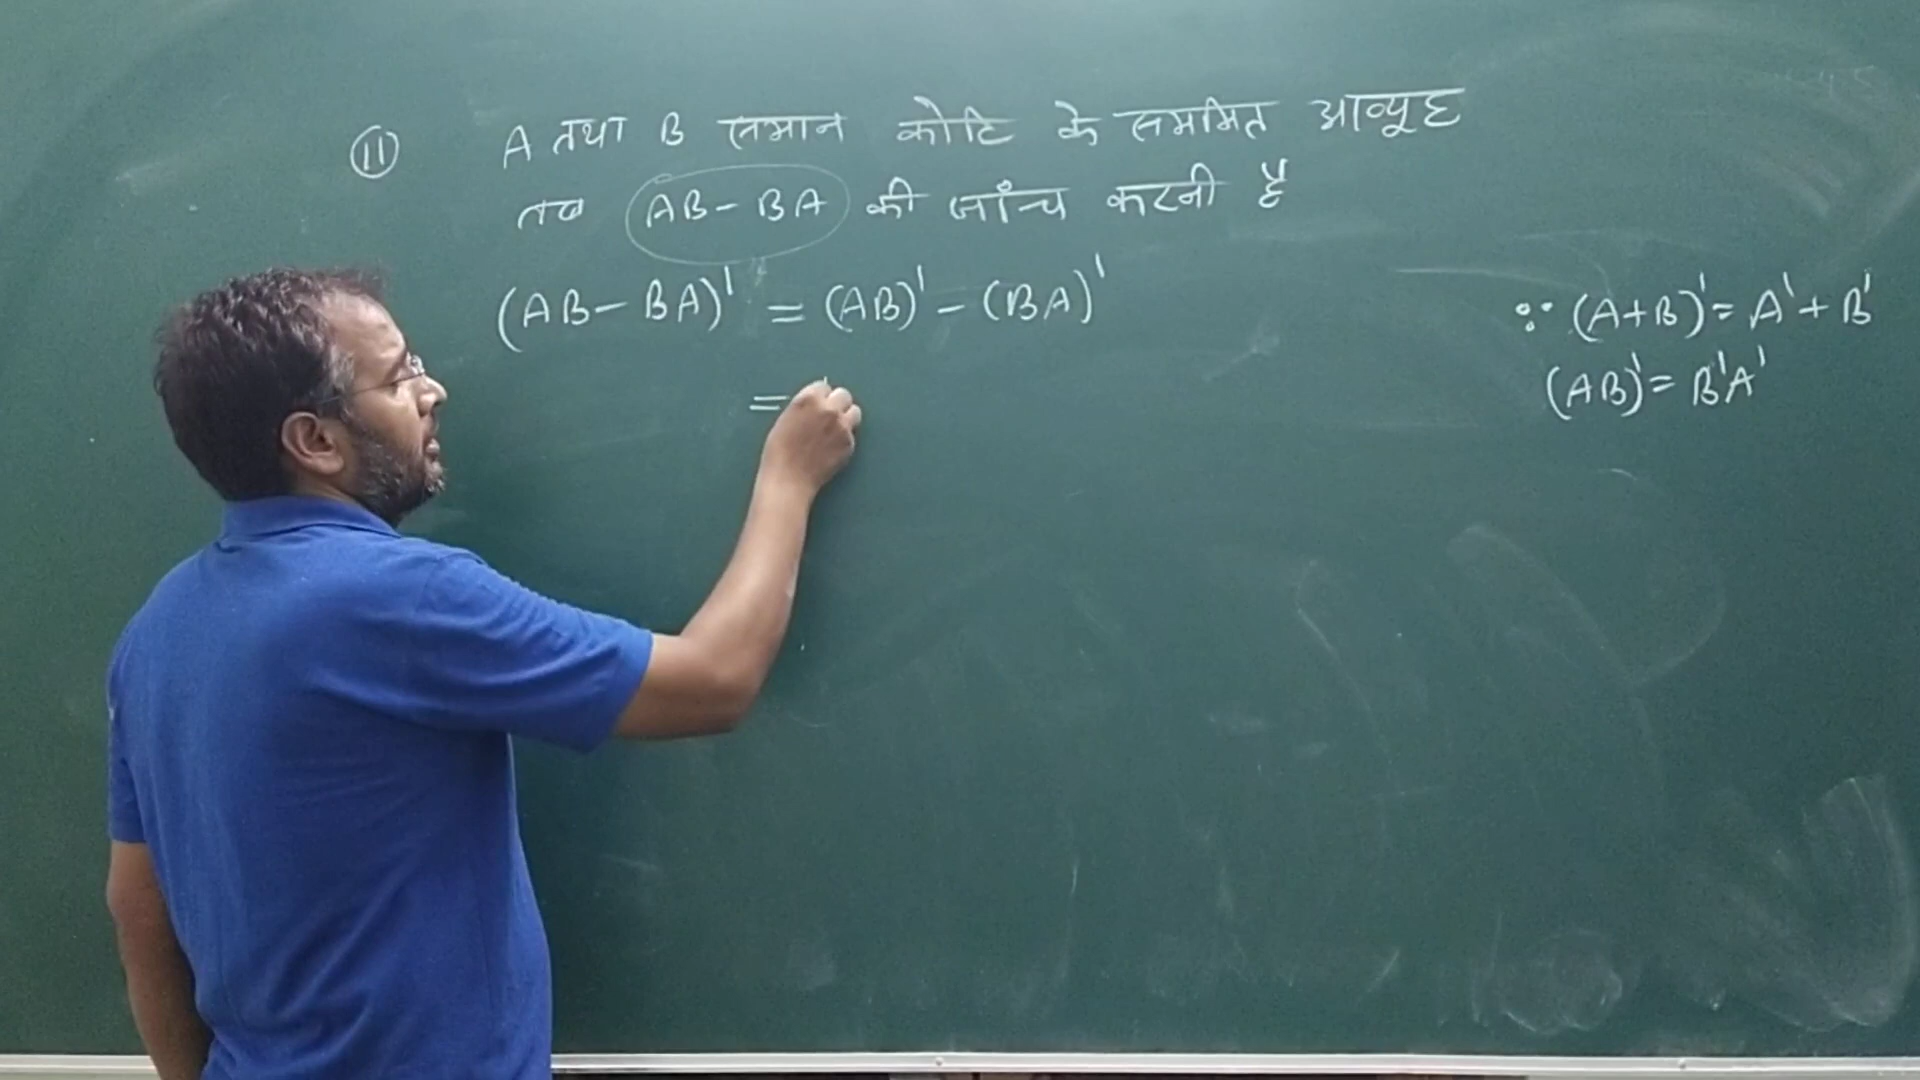 (11) A तथा B समान कोटि के सममित आव्यूह
तब AB - BA की जाँच करनी है
(AB - BA)' = (AB)' - (BA)'
=
∵ (A+B)' = A' + B'
(AB)' = B'A'